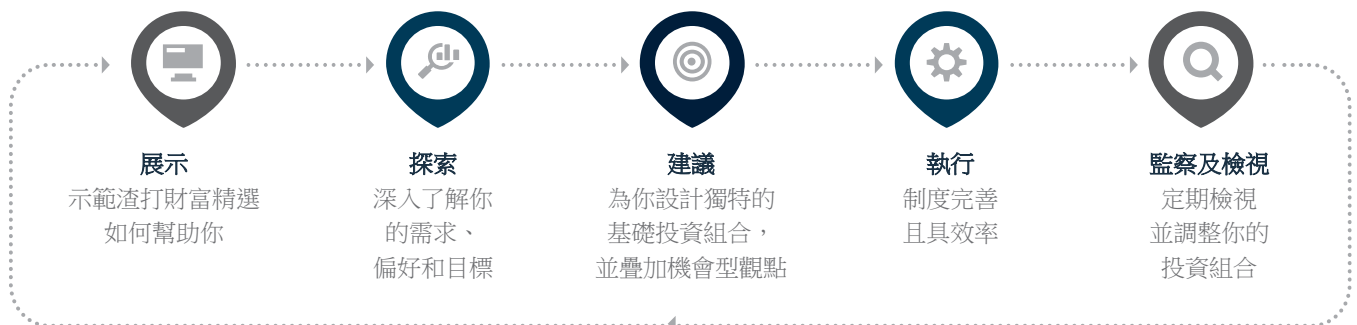 展示
示範渣打財富精選
如何幫助你
探索
深入了解你
的需求、
偏好和目標
建議
為你設計獨特的
基礎投資組合，
並疊加機會型觀點
執行
制度完善
且具效率
監察及檢視
定期檢視
並調整你的
投資組合